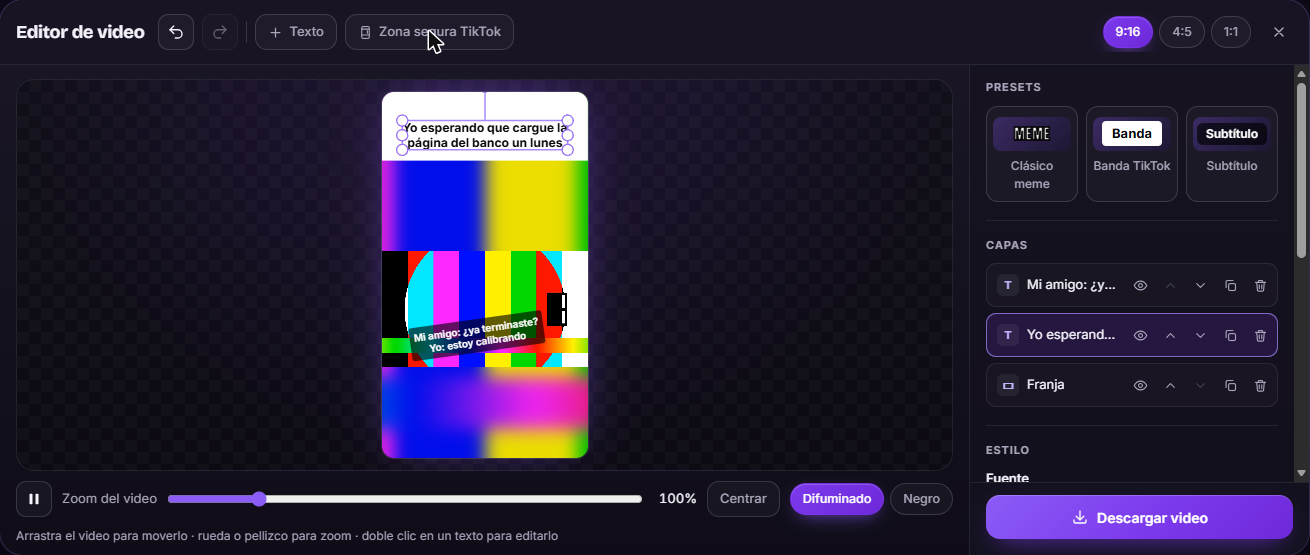 Editor de video
Texto
Zona segura TikTok
9:16
4:5
1:1
Yo esperando que cargue la
página del banco un lunes
Mi amigo: ¿ya terminaste?
Yo: estoy calibrando
Zoom del video
100%
Centrar
Difuminado
Negro
Arrastra el video para moverlo · rueda o pellizco para zoom · doble clic en un texto para editarlo
PRESETS
MEME
Clásico
meme
Banda
Banda TikTok
Subtítulo
Subtítulo
CAPAS
T
Mi amigo: ¿y...
T
Yo esperand...
Franja
ESTILO
Fuente
Descargar video